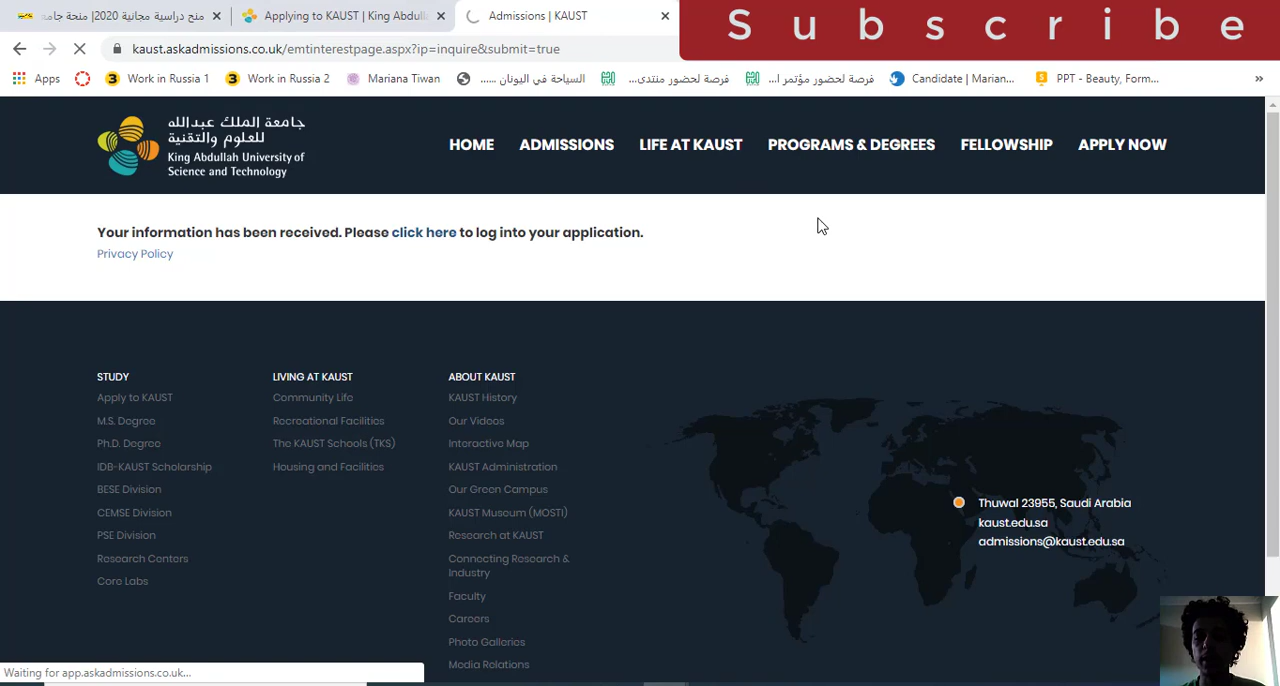 منح دراسية مجانية 2020| منحة جامع
Applying to KAUST | King Abdull
Admissions | KAUST
Subscribe
kaust.askadmissions.co.uk/emtinterestpage.aspx?ip=inquire&submit=true
Apps
Work in Russia 1
Work in Russia 2
Mariana Tiwan
السياحة في اليونان ......
فرصة لحضور منتدى...
فرصة لحضور مؤتمر ا...
Candidate | Marian...
PPT - Beauty, Form...
»
جامعة الملك عبدالله
للعلوم والتقنية
King Abdullah University of
Science and Technology
HOME
ADMISSIONS
LIFE AT KAUST
PROGRAMS & DEGREES
FELLOWSHIP
APPLY NOW
Your information has been received. Please click here to log into your application.
Privacy Policy
STUDY
Apply to KAUST
M.S. Degree
Ph.D. Degree
IDB-KAUST Scholarship
BESE Division
CEMSE Division
PSE Division
Research Centers
Core Labs
LIVING AT KAUST
Community Life
Recreational Facilities
The KAUST Schools (TKS)
Housing and Facilities
ABOUT KAUST
KAUST History
Our Videos
Interactive Map
KAUST Administration
Our Green Campus
KAUST Museum (MOSTI)
Research at KAUST
Connecting Research &
Industry
Faculty
Careers
Photo Galleries
Media Relations
Thuwal 23955, Saudi Arabia
kaust.edu.sa
admissions@kaust.edu.sa
Waiting for app.askadmissions.co.uk...